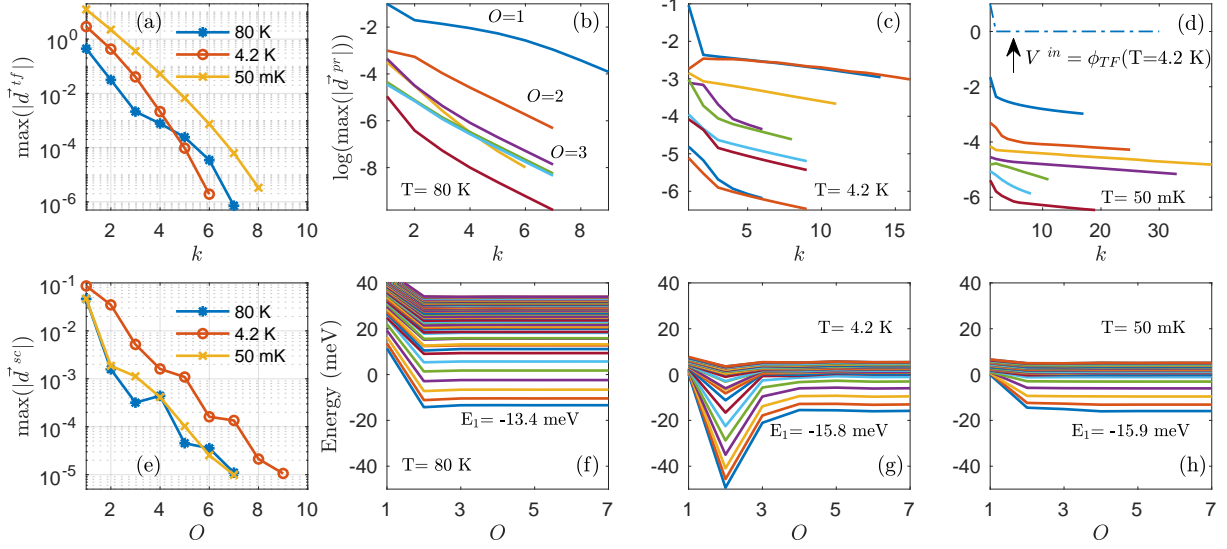 (a)
80 K
4.2 K
50 mK
max(|d⃗ ᵗᶠ|)
10⁰
10⁻²
10⁻⁴
10⁻⁶
2 4 6 8 10
k
(b)
O=1
O=2
O=3
T= 80 K
log(max(|d⃗ ᵖʳ|))
-2
-4
-6
-8
2 4 6 8
k
(c)
T= 4.2 K
-1
-2
-3
-4
-5
-6
5 10 15
k
(d)
V ⁱⁿ = ϕ_TF(T=4.2 K)
T= 50 mK
0
-2
-4
-6
10 20 30
k
80 K
4.2 K
50 mK
(e)
max(|d⃗ ˢᶜ|)
10⁻¹
10⁻²
10⁻³
10⁻⁴
10⁻⁵
2 4 6 8 10
O
Energy (meV)
40
20
0
-20
-40
E₁= -13.4 meV
T= 80 K
(f)
1 3 5 7
O
40
20
0
-20
-40
T= 4.2 K
E₁= -15.8 meV
(g)
1 3 5 7
O
40
20
0
-20
-40
T= 50 mK
E₁= -15.9 meV
(h)
1 3 5 7
O